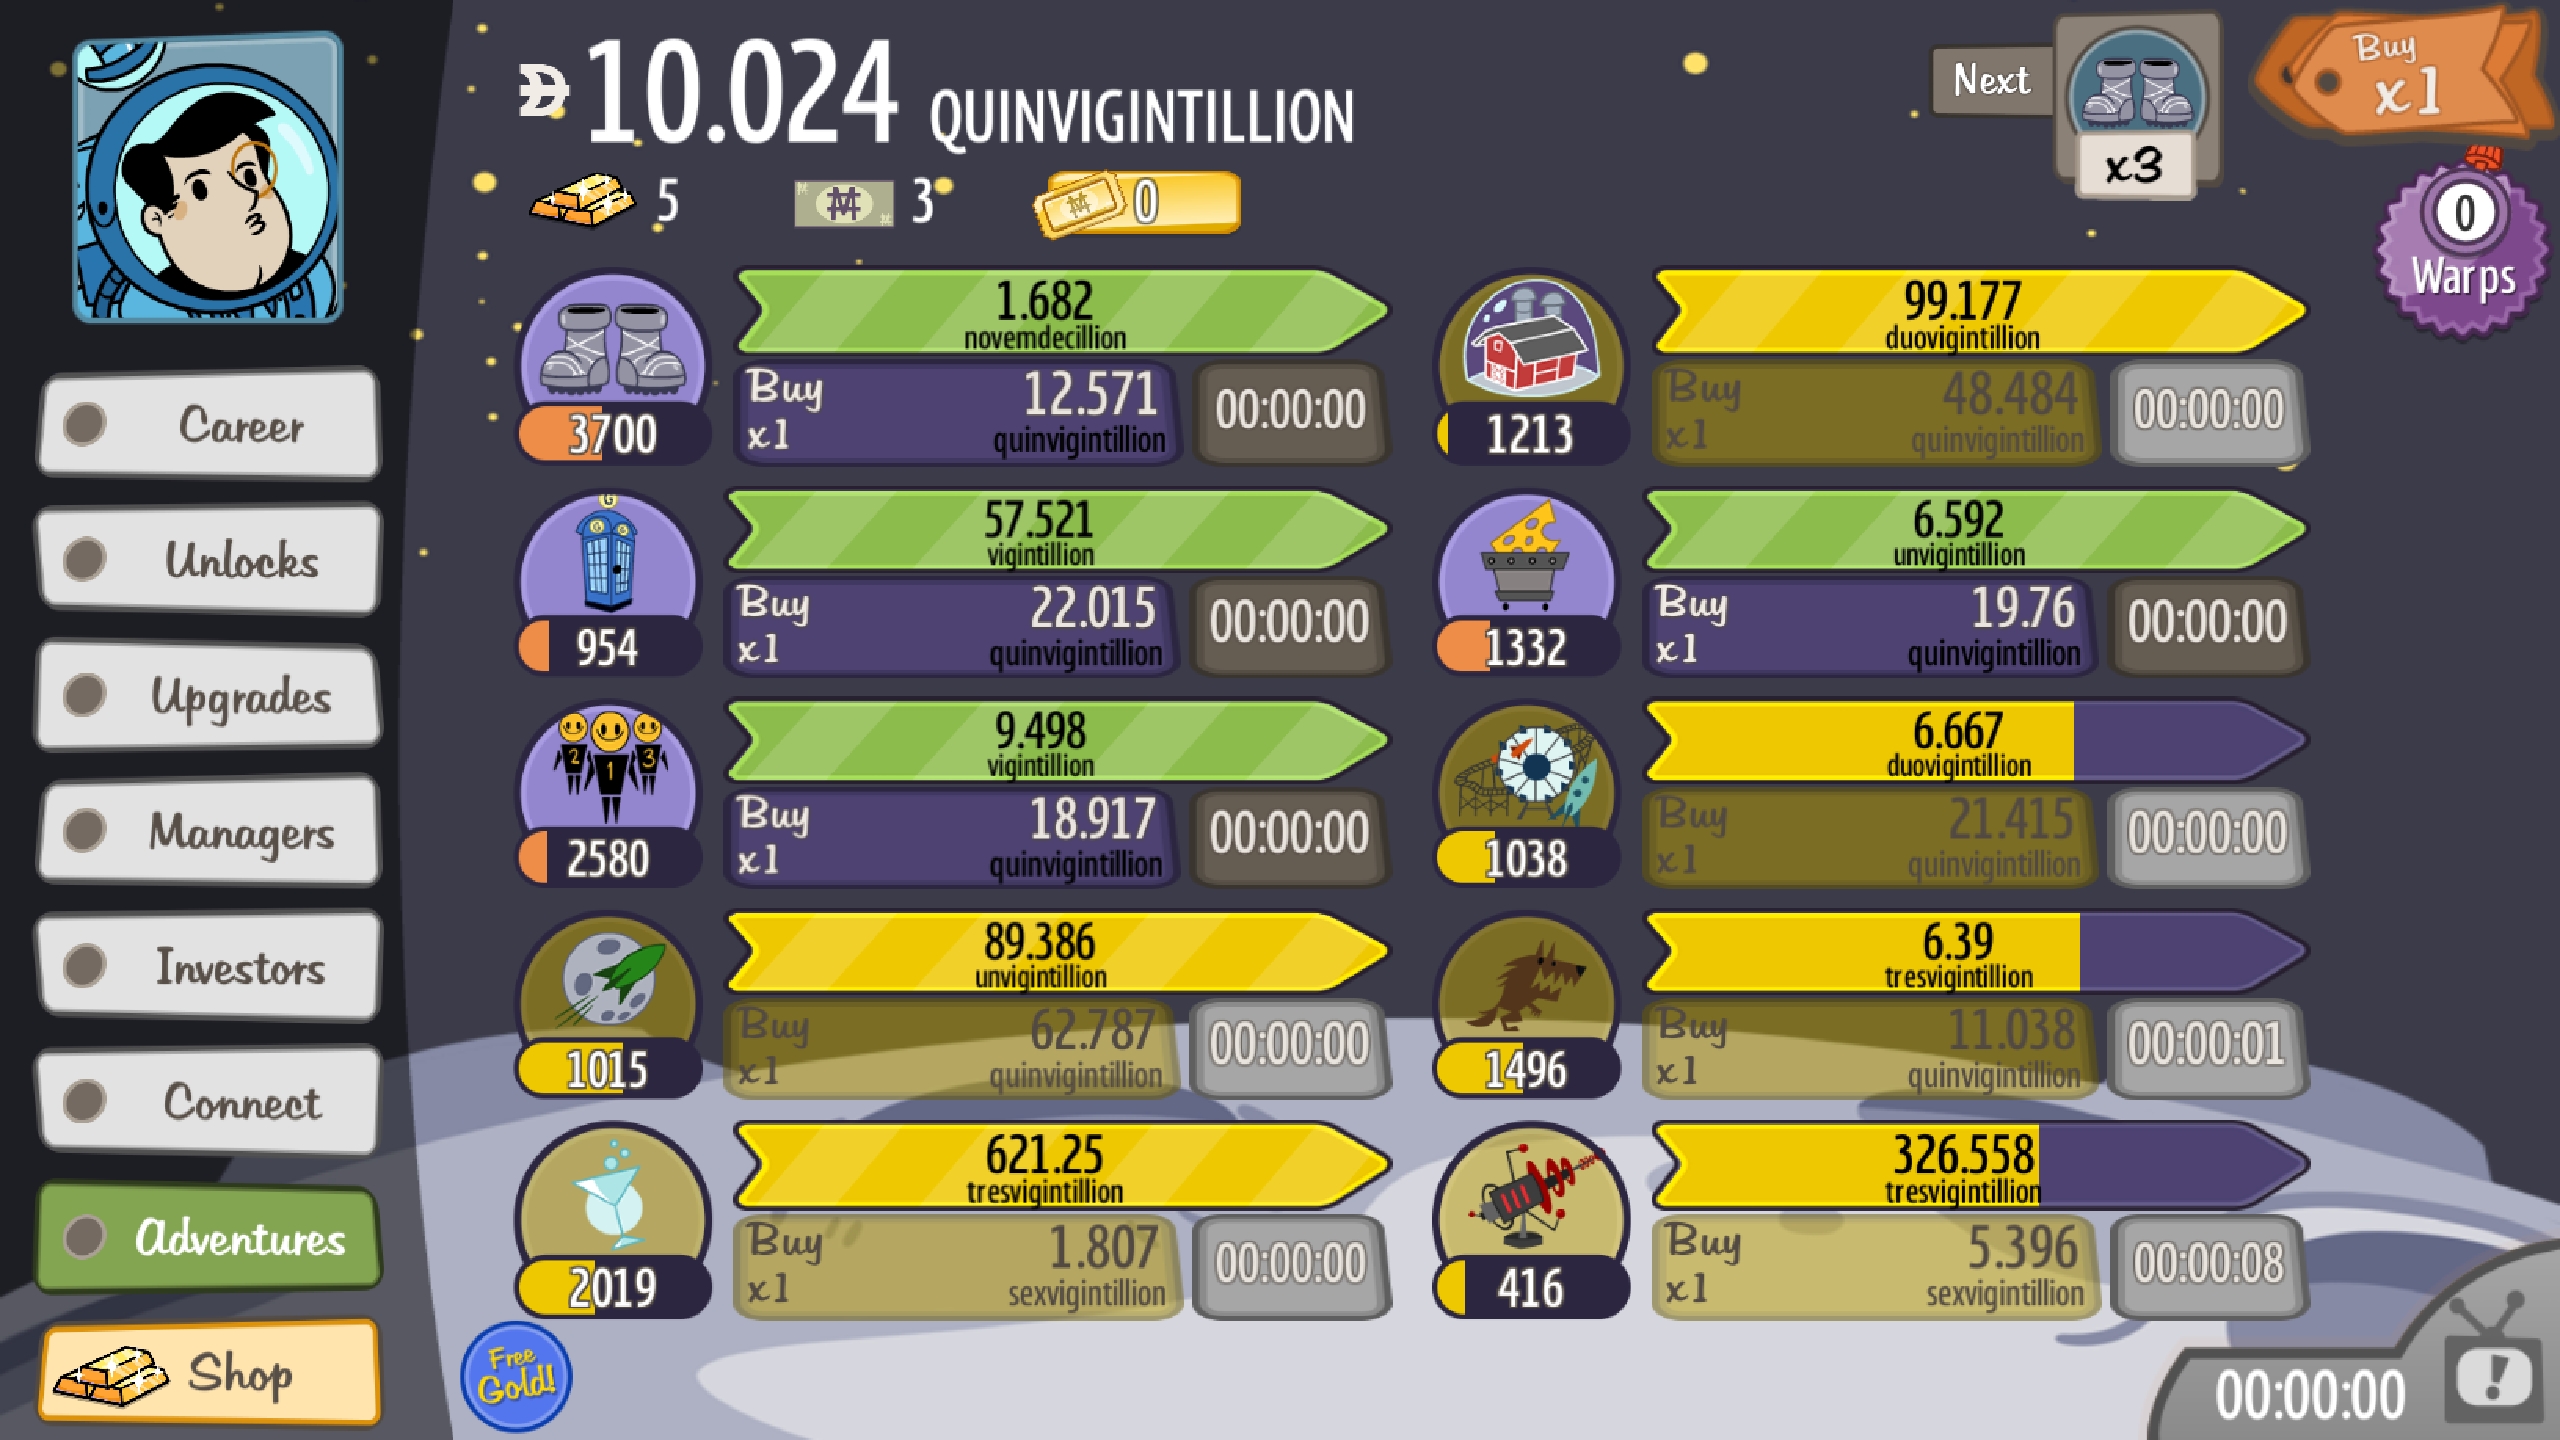 10.024 QUINVIGINTILLION
Next
x3
Buy
x1
5
3
0
0
Warps
Career
Unlocks
Upgrades
Managers
Investors
Connect
Adventures
Shop
1.682
novemdecillion
Buy
x1
12.571
quinvigintillion
00:00:00
3700
99.177
duovigintillion
Buy
x1
48.484
quinvigintillion
00:00:00
1213
G
G G
57.521
vigintillion
Buy
x1
22.015
quinvigintillion
00:00:00
954
6.592
unvigintillion
Buy
x1
19.76
quinvigintillion
00:00:00
1332
2 1 3
9.498
vigintillion
Buy
x1
18.917
quinvigintillion
00:00:00
2580
6.667
duovigintillion
Buy
x1
21.415
quinvigintillion
00:00:00
1038
89.386
unvigintillion
Buy
x1
62.787
quinvigintillion
00:00:00
1015
6.39
tresvigintillion
Buy
x1
11.038
quinvigintillion
00:00:01
1496
621.25
tresvigintillion
Buy
x1
1.807
sexvigintillion
00:00:00
2019
326.558
tresvigintillion
Buy
x1
5.396
sexvigintillion
00:00:08
416
Free
Gold!
00:00:00
!